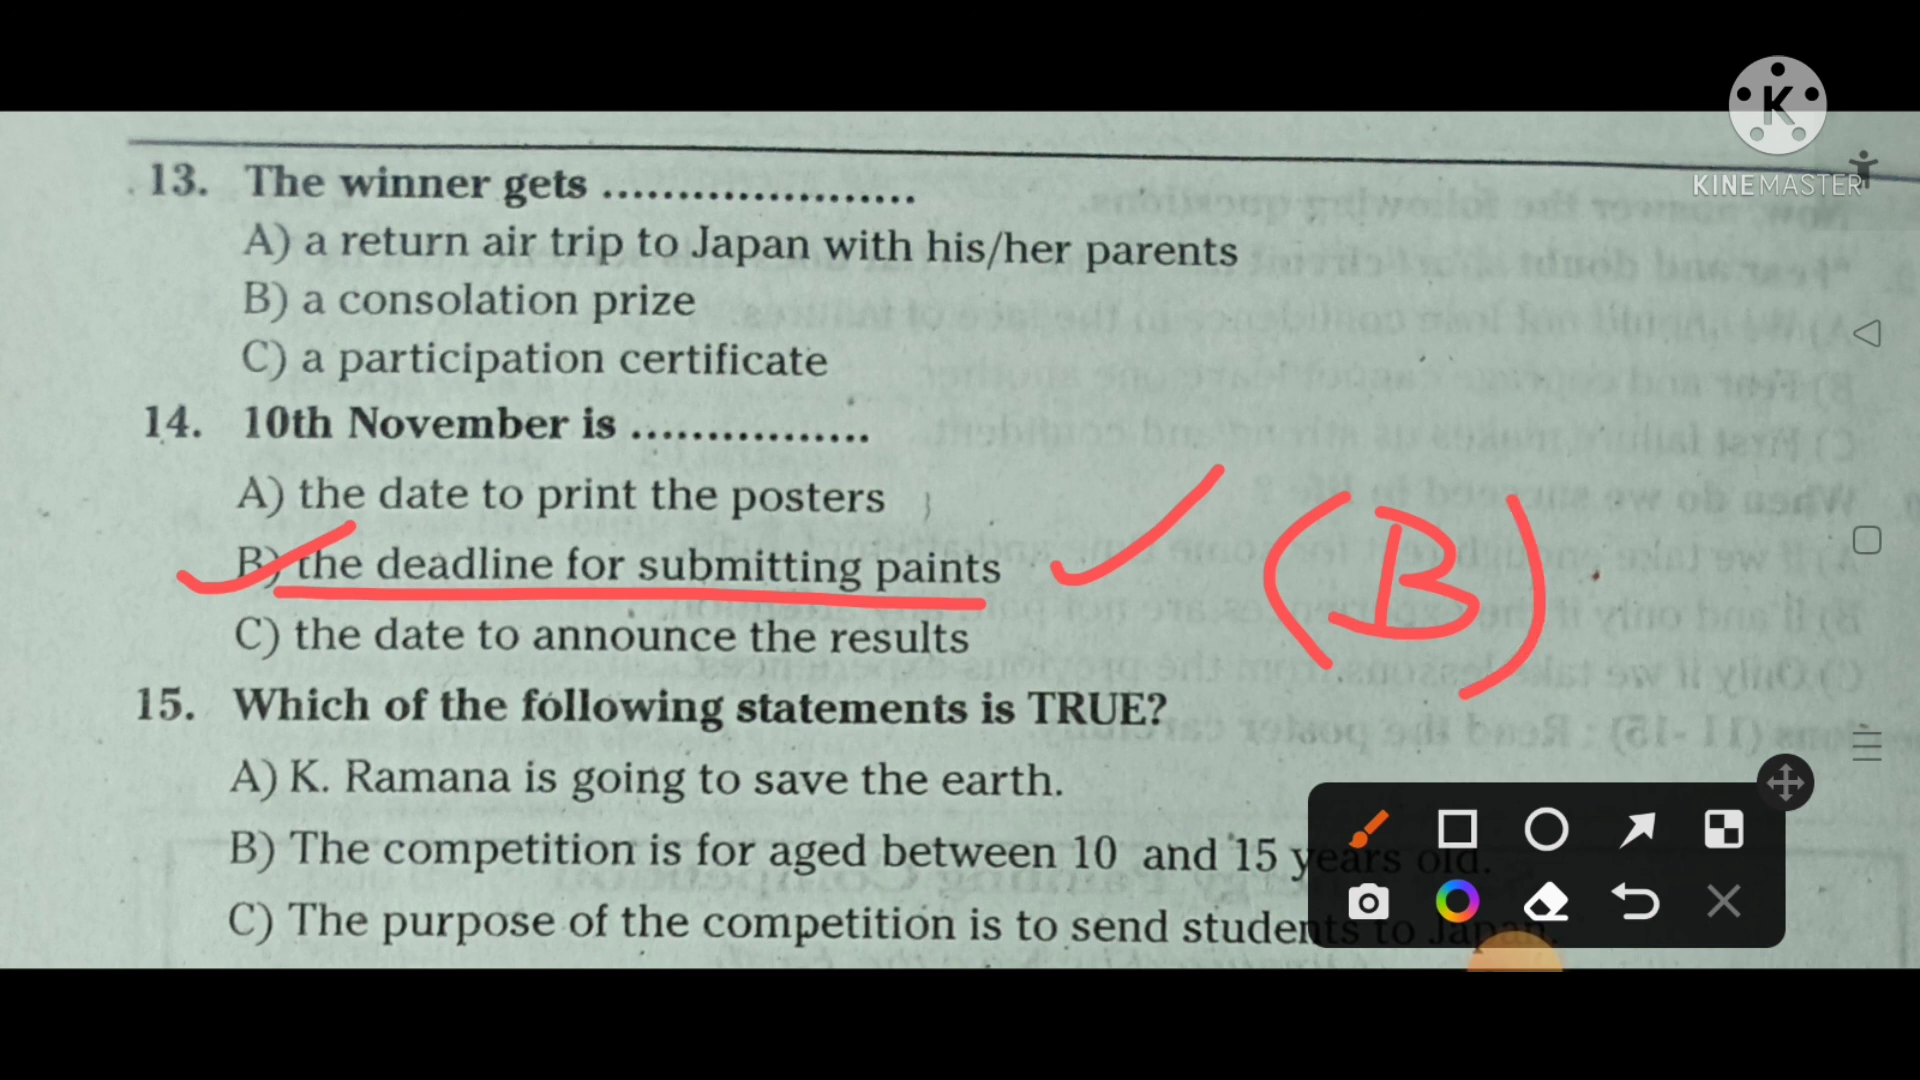 KINEMASTER
13. The winner gets .....................
A) a return air trip to Japan with his/her parents
B) a consolation prize
C) a participation certificate
14. 10th November is ................
A) the date to print the posters
B) the deadline for submitting paints
(B)
C) the date to announce the results
15. Which of the following statements is TRUE?
A) K. Ramana is going to save the earth.
B) The competition is for aged between 10 and 15 years old.
C) The purpose of the competition is to send students to Japan.